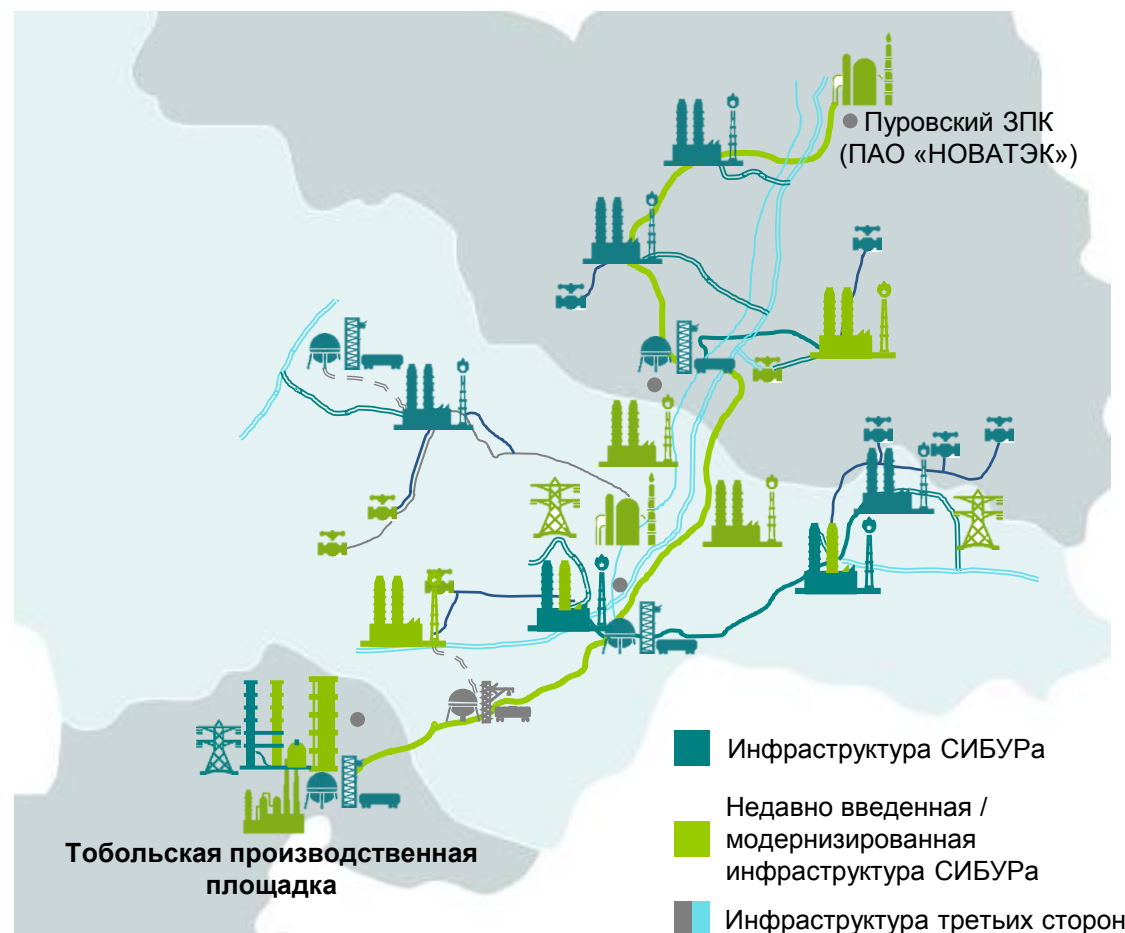 Пуровский ЗПК
(ПАО «НОВАТЭК»)
Инфраструктура СИБУРа
Недавно введенная /
модернизированная
инфраструктура СИБУРа
Тобольская производственная
площадка
Инфраструктура третьих сторон